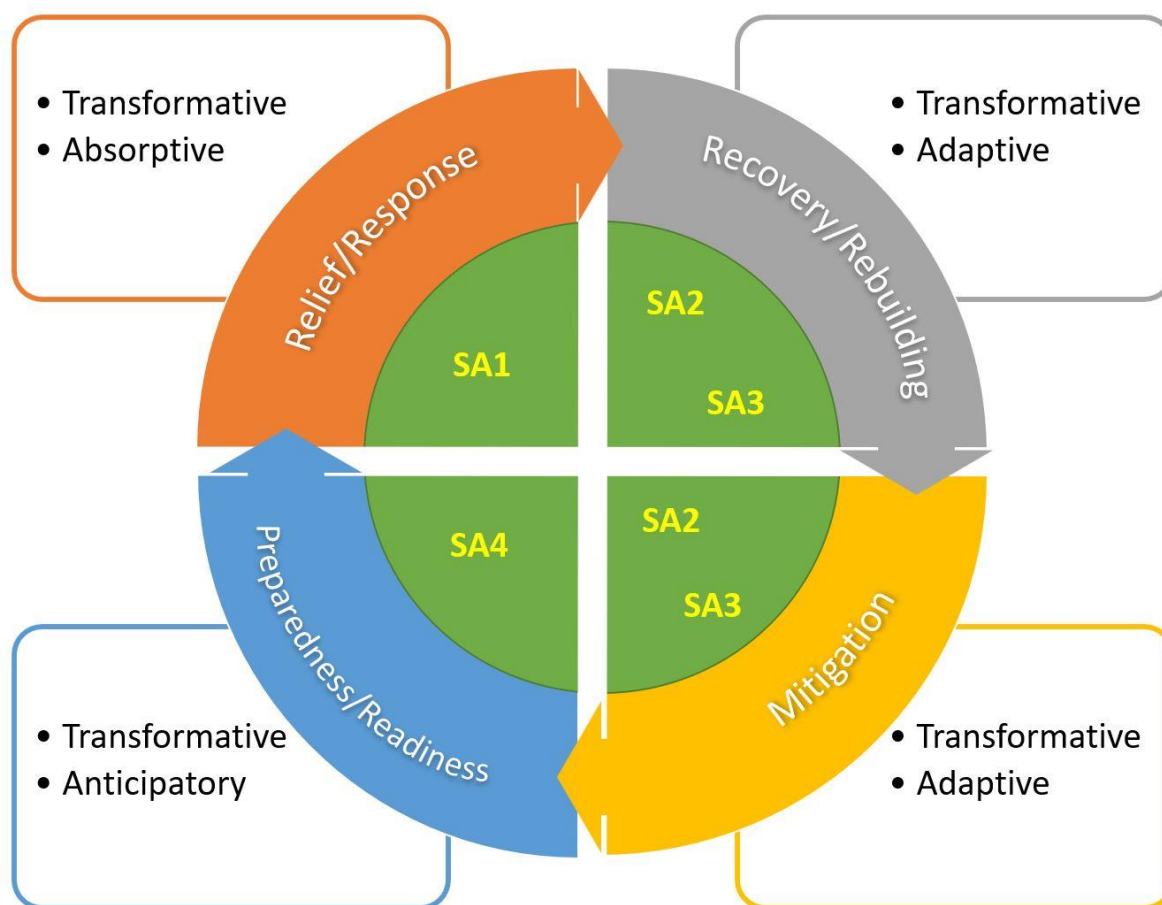 • Transformative
• Absorptive
Relief/Response
SA1
• Transformative
• Adaptive
Recovery/Rebuilding
SA2
SA3
• Transformative
• Anticipatory
Preparedness/Readiness
SA4
• Transformative
• Adaptive
Mitigation
SA2
SA3